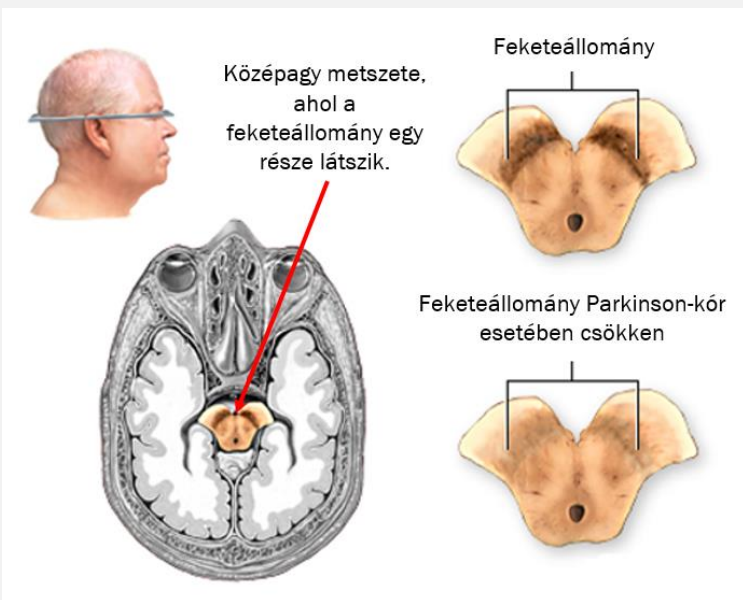 Középagy metszete,
ahol a
feketeállomány egy
része látszik.
Feketeállomány
Feketeállomány Parkinson-kór
esetében csökken